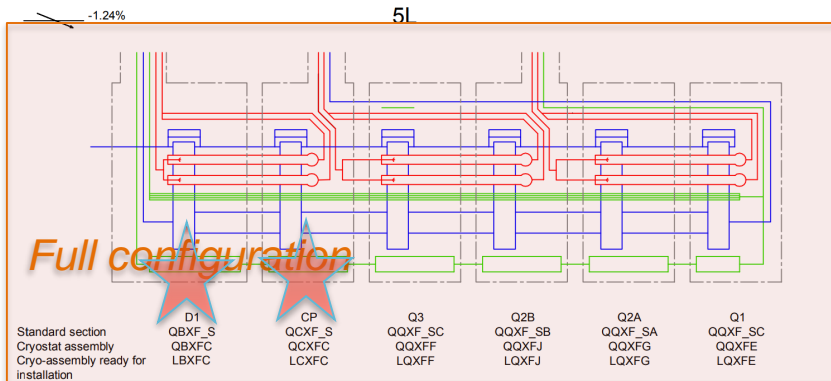 -1.24%
5L
Full configuration
D1 CP Q3 Q2B Q2A Q1
Standard section QBXF_S QCXF_S QQXF_SC QQXF_SB QQXF_SA QQXF_SC
Cryostat assembly QBXFC QCXFC QQXFF QQXFJ QQXFG QQXFE
Cryo-assembly ready for LBXFC LCXFC LQXFF LQXFJ LQXFG LQXFE
installation